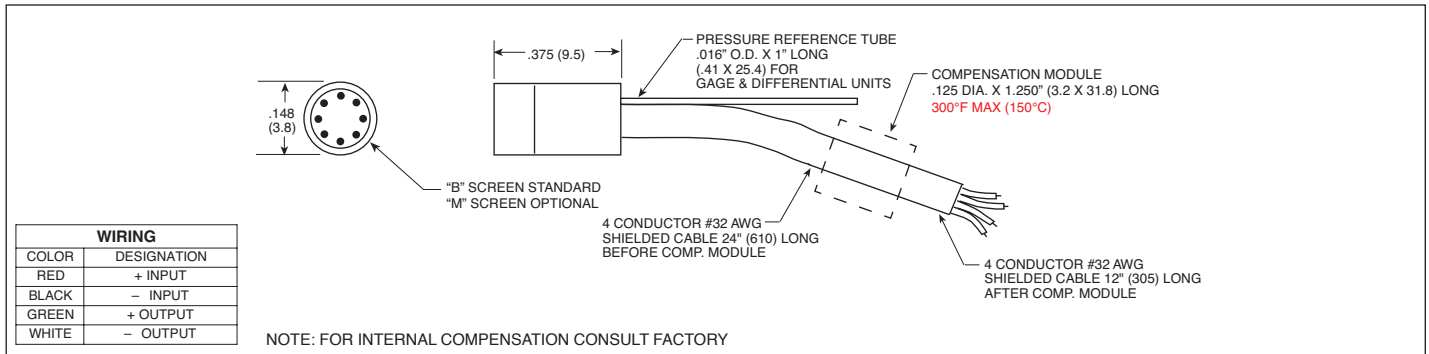 .375 (9.5)
PRESSURE REFERENCE TUBE
.016" O.D. X 1" LONG
(.41 X 25.4) FOR
GAGE & DIFFERENTIAL UNITS
COMPENSATION MODULE
.125 DIA. X 1.250" (3.2 X 31.8) LONG
300°F MAX (150°C)
.148
(3.8)
"B" SCREEN STANDARD
"M" SCREEN OPTIONAL
4 CONDUCTOR #32 AWG
SHIELDED CABLE 24" (610) LONG
BEFORE COMP. MODULE
4 CONDUCTOR #32 AWG
SHIELDED CABLE 12" (305) LONG
AFTER COMP. MODULE
WIRING
COLOR DESIGNATION
RED + INPUT
BLACK – INPUT
GREEN + OUTPUT
WHITE – OUTPUT
NOTE: FOR INTERNAL COMPENSATION CONSULT FACTORY